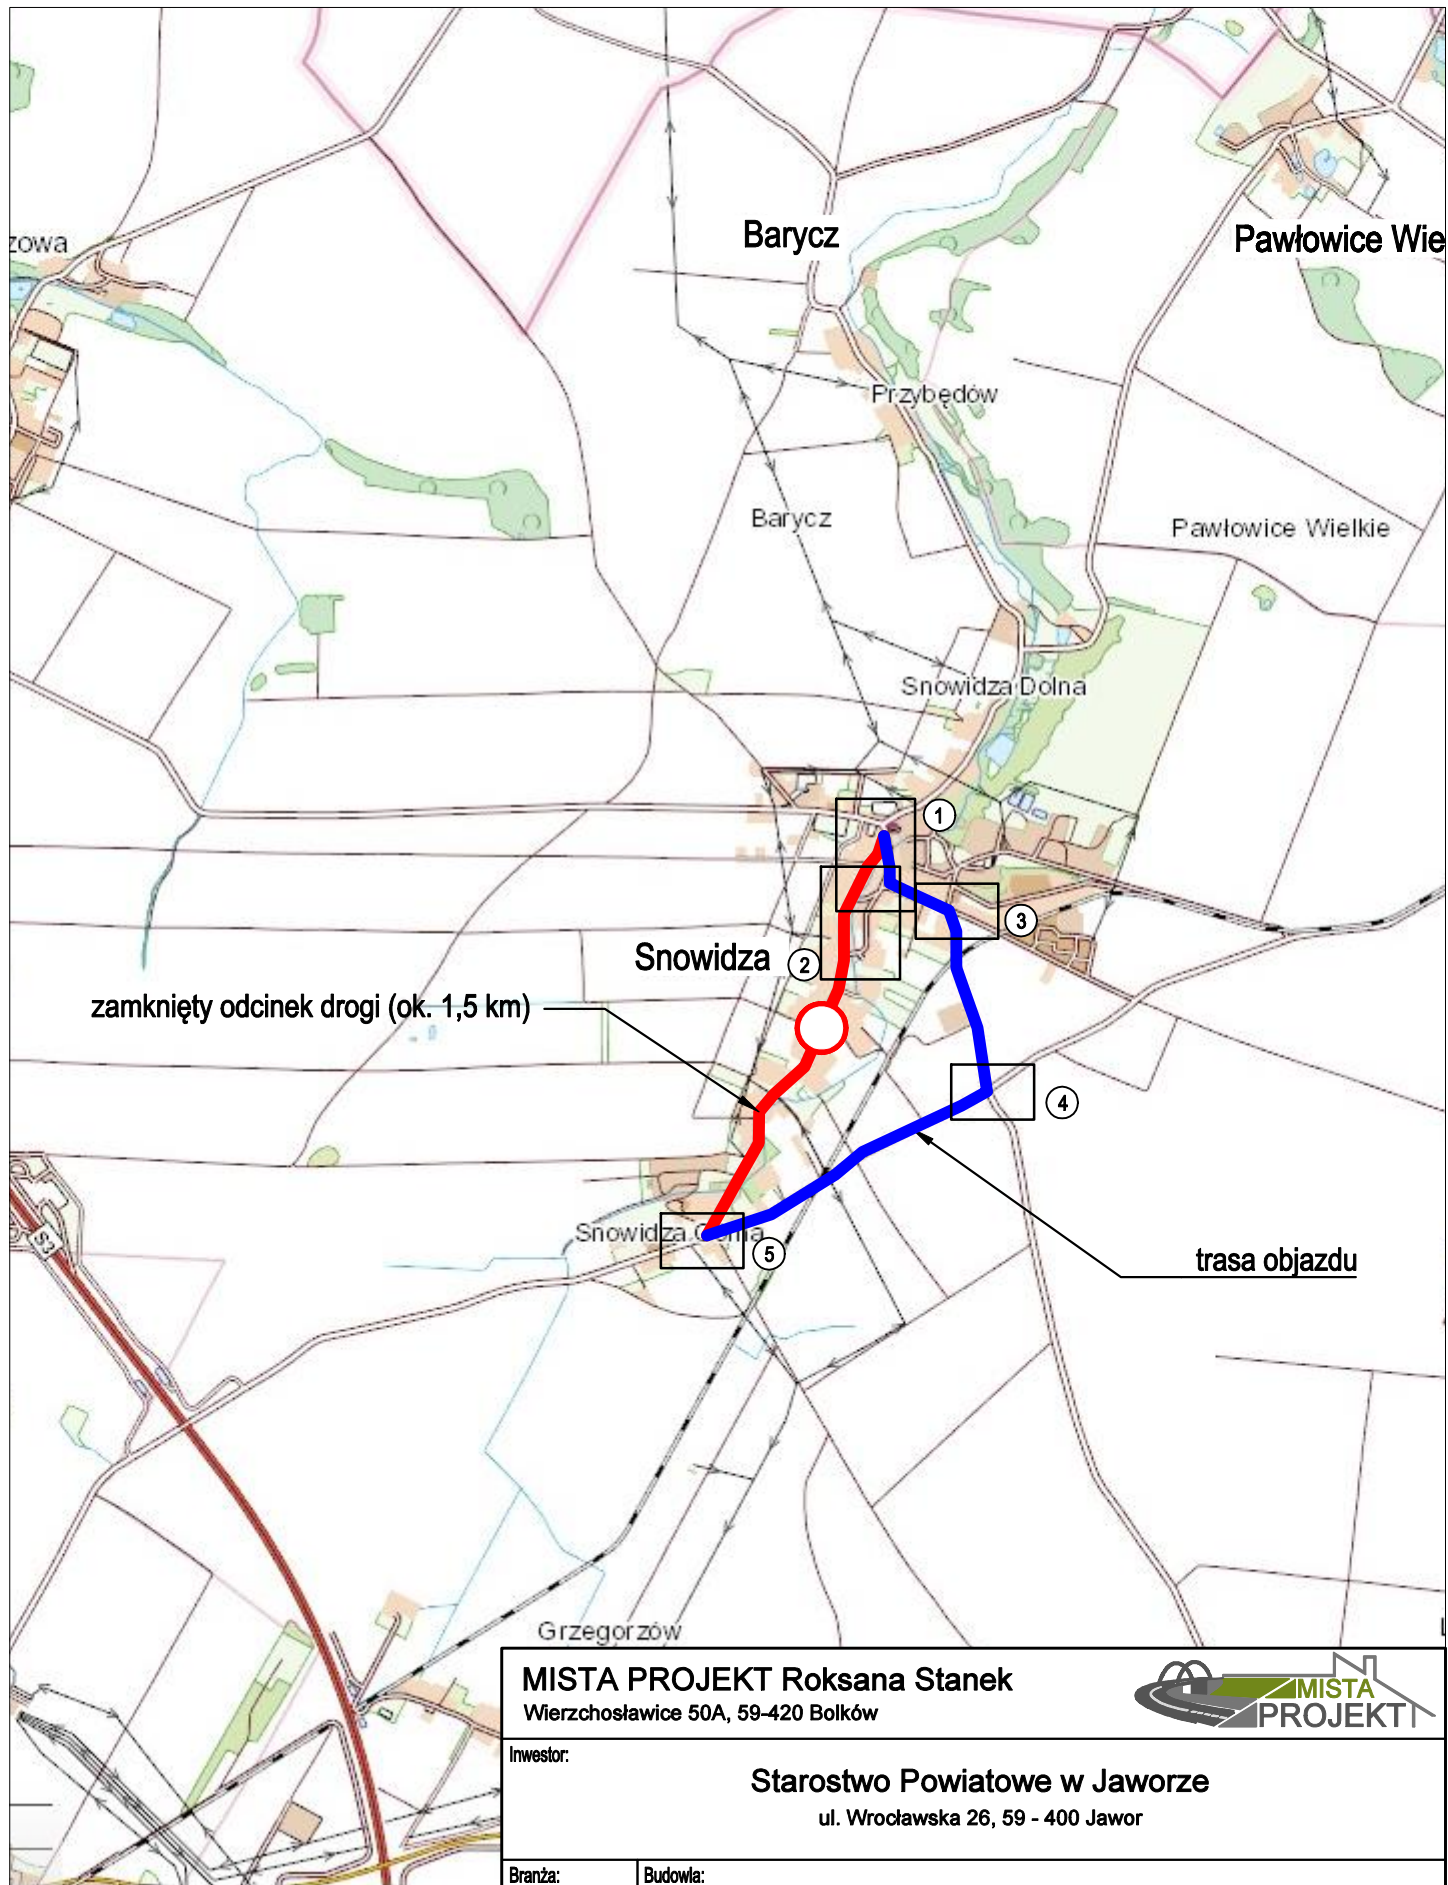 Barycz
Pawłowice Wie
zowa
Przybędów
Barycz
Pawłowice Wielkie
Snowidza Dolna
1
3
Snowidza
2
zamknięty odcinek drogi (ok. 1,5 km)
4
S3
Snowidza Górna
5
trasa objazdu
Grzegorzów
MISTA PROJEKT Roksana Stanek
Wierzchosławice 50A, 59-420 Bolków
MISTA
PROJEKT
Inwestor:
Starostwo Powiatowe w Jaworze
ul. Wrocławska 26, 59 - 400 Jawor
Branża:
Budowla: